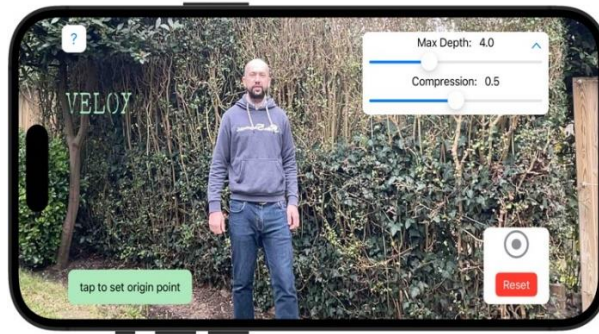 ?
Max Depth: 4.0
VELOX
Compression: 0.5
tap to set origin point
Reset